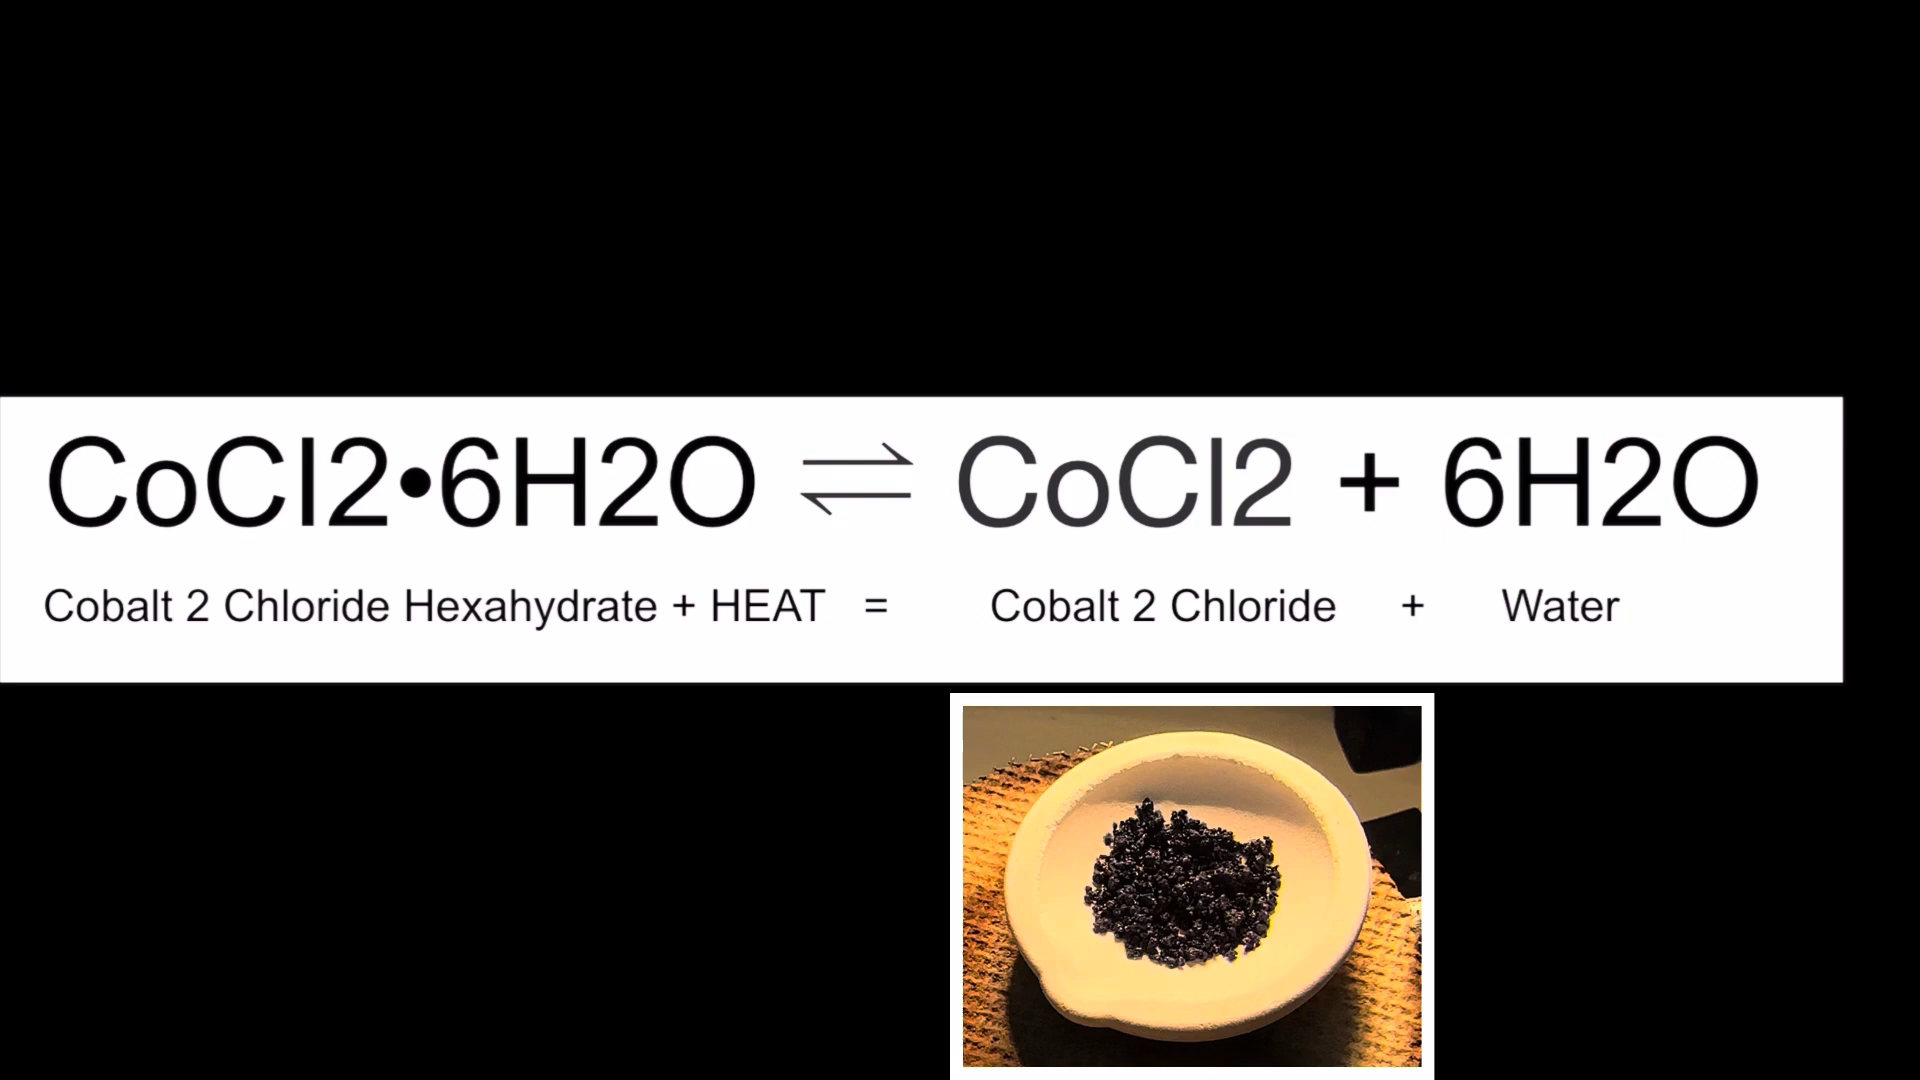 CoCl2•6H2O ⇌ CoCl2 + 6H2O
Cobalt 2 Chloride Hexahydrate + HEAT = Cobalt 2 Chloride + Water